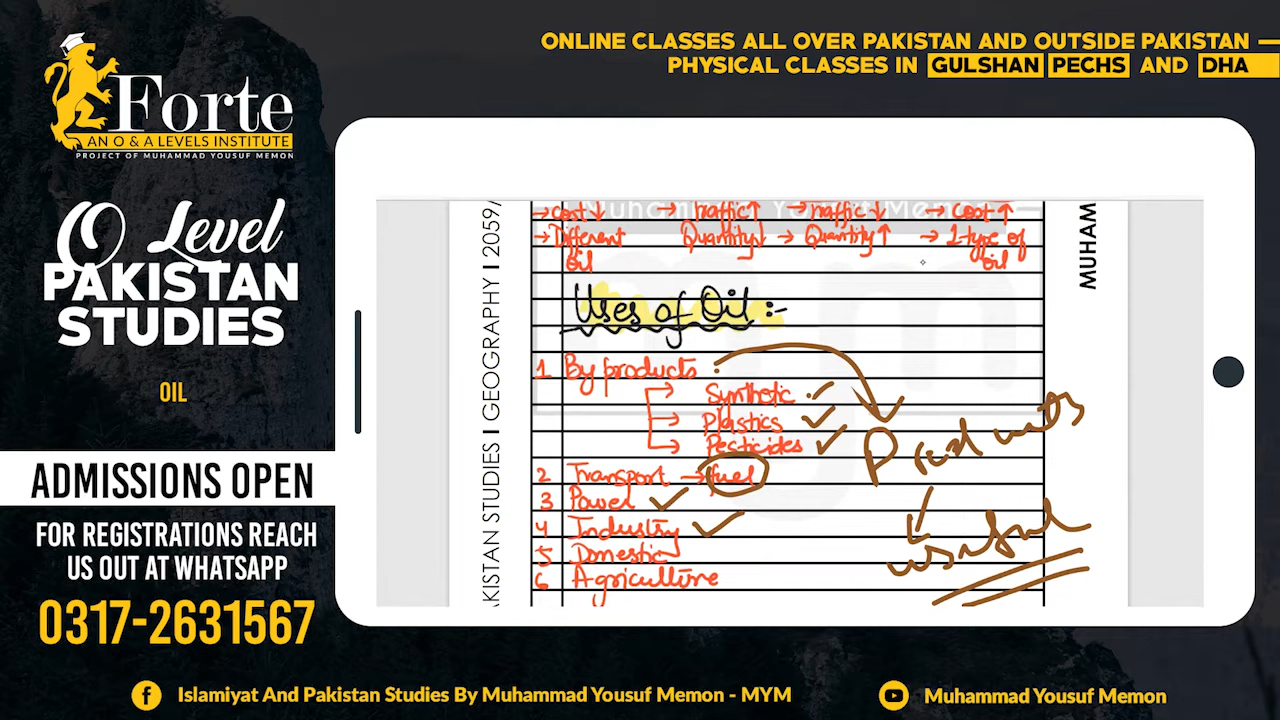 ONLINE CLASSES ALL OVER PAKISTAN AND OUTSIDE PAKISTAN
PHYSICAL CLASSES IN GULSHAN PECHS AND DHA
Forte
AN O & A LEVELS INSTITUTE
PROJECT OF MUHAMMAD YOUSUF MEMON
O Level
PAKISTAN
STUDIES
OIL
ADMISSIONS OPEN
FOR REGISTRATIONS REACH
US OUT AT WHATSAPP
0317-2631567
KISTAN STUDIES I GEOGRAPHY I 2059/
MUHAM
→ Cost↓ → Traffic↑ → Traffic↓ → Cost↑
→ Different Quantity↓ → Quantity↑ → 1-type of
oil oil
Uses of Oil :-
1 By products
Synthetic
Plastics
Pesticides
2 Transport → fuel
3 Power
4 Industry
5 Domestic
6 Agriculture
Products
useful
Islamiyat And Pakistan Studies By Muhammad Yousuf Memon - MYM
Muhammad Yousuf Memon